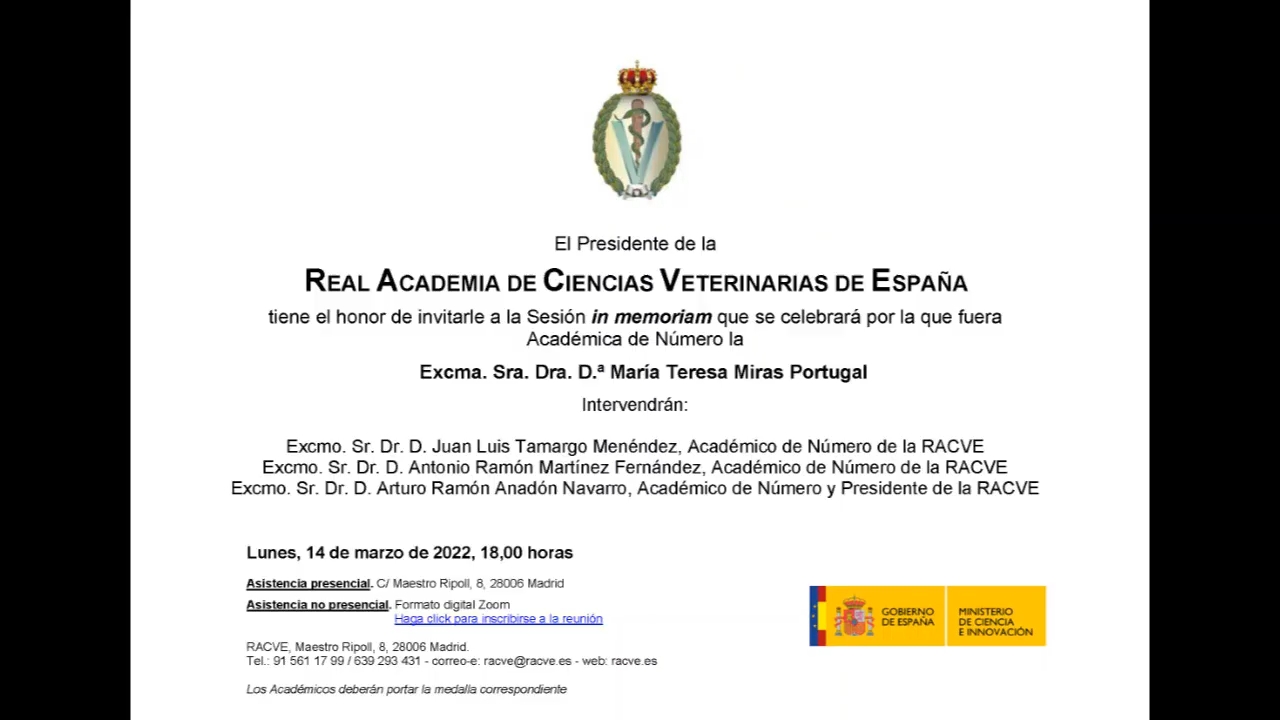 El Presidente de la
REAL ACADEMIA DE CIENCIAS VETERINARIAS DE ESPAÑA
tiene el honor de invitarle a la Sesión in memoriam que se celebrará por la que fuera
Académica de Número la
Excma. Sra. Dra. D.ª María Teresa Miras Portugal
Intervendrán:
Excmo. Sr. Dr. D. Juan Luis Tamargo Menéndez, Académico de Número de la RACVE
Excmo. Sr. Dr. D. Antonio Ramón Martínez Fernández, Académico de Número de la RACVE
Excmo. Sr. Dr. D. Arturo Ramón Anadón Navarro, Académico de Número y Presidente de la RACVE
Lunes, 14 de marzo de 2022, 18,00 horas
Asistencia presencial. C/ Maestro Ripoll, 8, 28006 Madrid
Asistencia no presencial. Formato digital Zoom
Haga click para inscribirse a la reunión
RACVE, Maestro Ripoll, 8, 28006 Madrid.
Tel.: 91 561 17 99 / 639 293 431 - correo-e: racve@racve.es - web: racve.es
Los Académicos deberán portar la medalla correspondiente
GOBIERNO
DE ESPAÑA
MINISTERIO
DE CIENCIA
E INNOVACIÓN